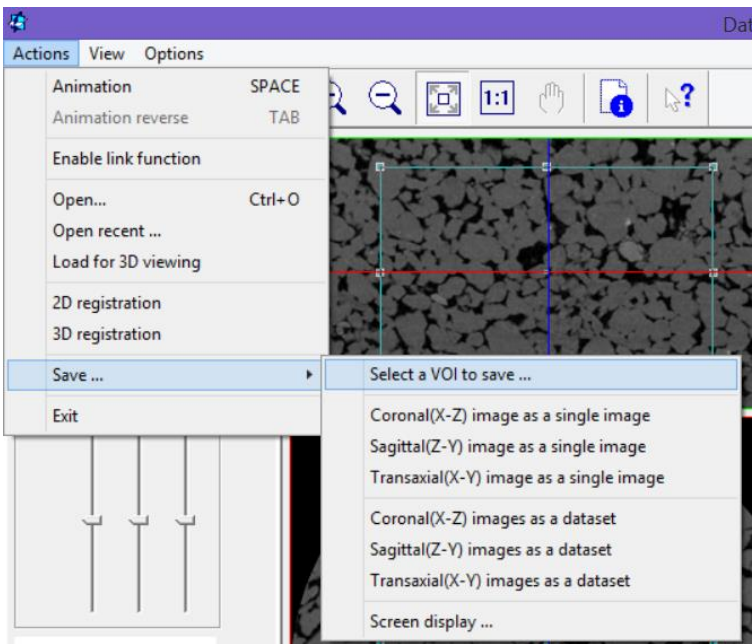 Dat
Actions View Options
Animation SPACE
Animation reverse TAB
Enable link function
Open... Ctrl+O
Open recent ...
Load for 3D viewing
2D registration
3D registration
Save ...
Exit
1:1
i
?
Select a VOI to save ...
Coronal(X-Z) image as a single image
Sagittal(Z-Y) image as a single image
Transaxial(X-Y) image as a single image
Coronal(X-Z) images as a dataset
Sagittal(Z-Y) images as a dataset
Transaxial(X-Y) images as a dataset
Screen display ...